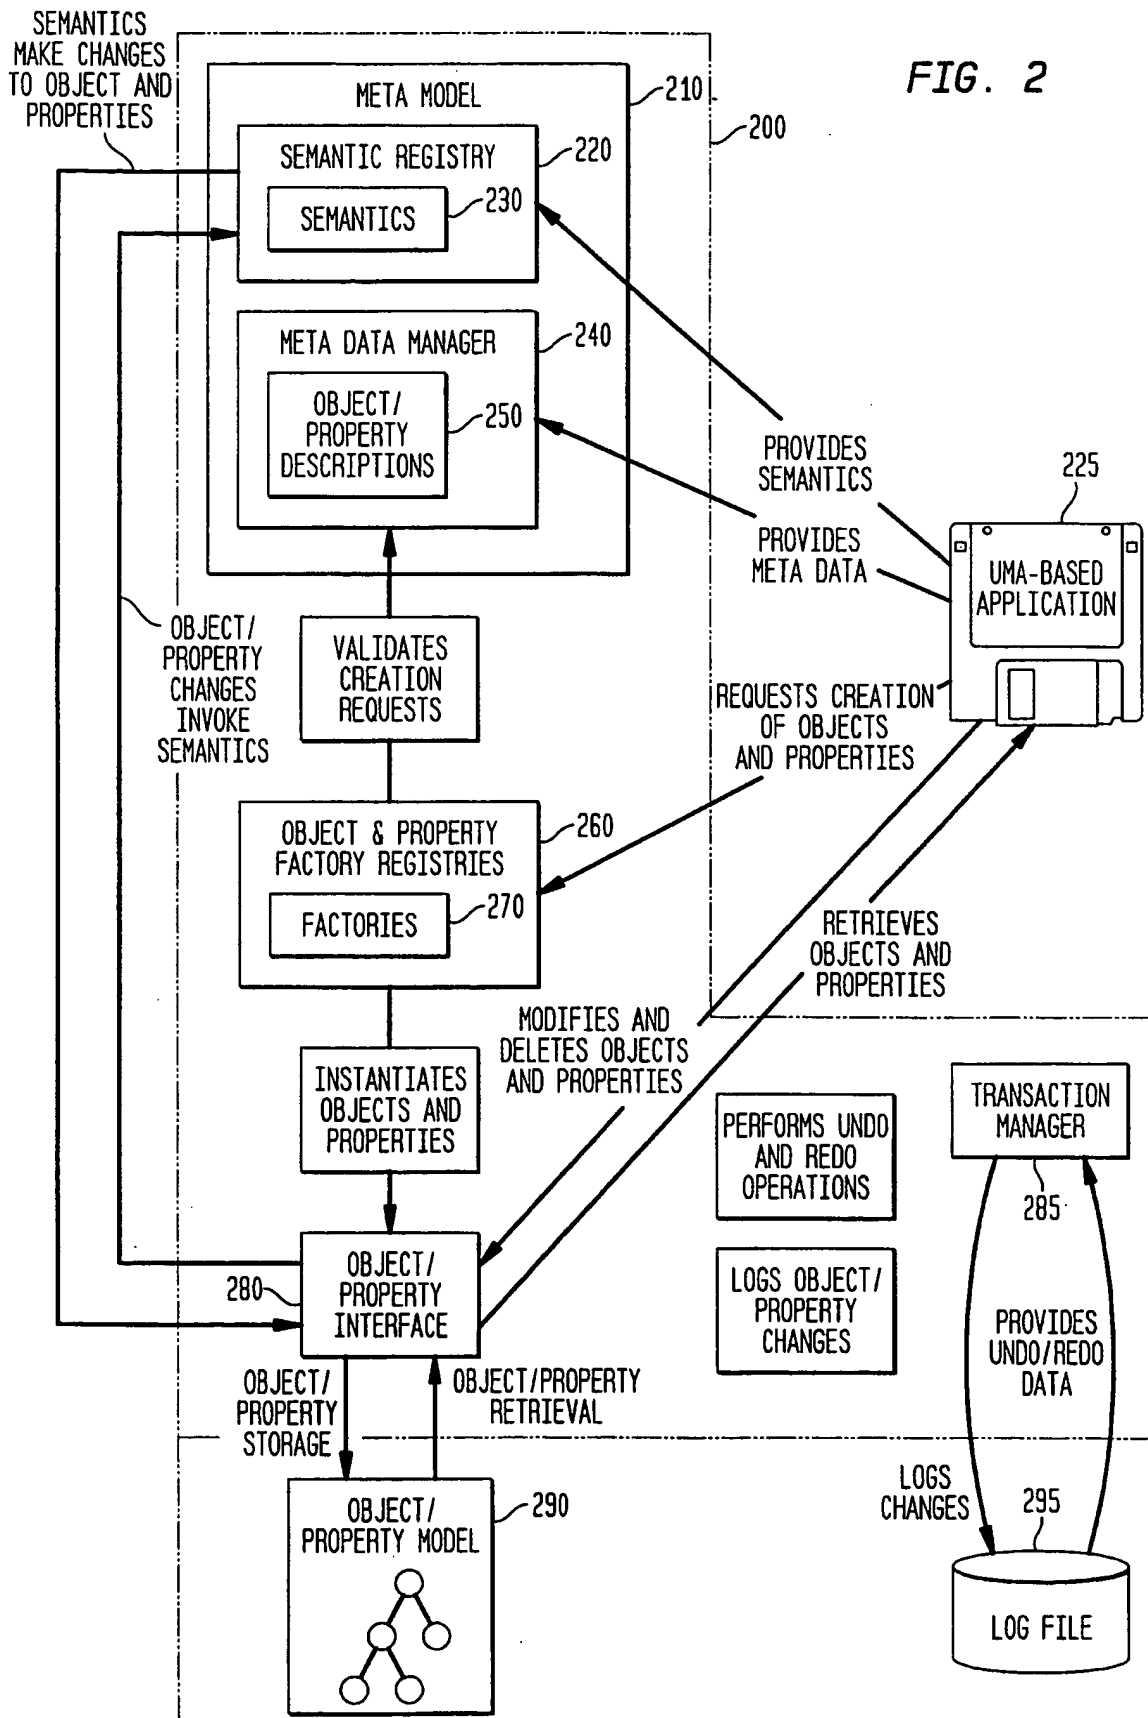 SEMANTICS
MAKE CHANGES
TO OBJECT AND
PROPERTIES
FIG. 2
META MODEL
210
200
SEMANTIC REGISTRY
220
SEMANTICS
230
META DATA MANAGER
240
OBJECT/
PROPERTY
DESCRIPTIONS
250
PROVIDES
SEMANTICS
PROVIDES
META DATA
225
UMA-BASED
APPLICATION
OBJECT/
PROPERTY
CHANGES
INVOKE
SEMANTICS
VALIDATES
CREATION
REQUESTS
REQUESTS CREATION
OF OBJECTS
AND PROPERTIES
OBJECT & PROPERTY
FACTORY REGISTRIES
260
FACTORIES
270
RETRIEVES
OBJECTS AND
PROPERTIES
MODIFIES AND
DELETES OBJECTS
AND PROPERTIES
INSTANTIATES
OBJECTS AND
PROPERTIES
PERFORMS UNDO
AND REDO
OPERATIONS
TRANSACTION
MANAGER
285
OBJECT/
PROPERTY
INTERFACE
280
LOGS OBJECT/
PROPERTY
CHANGES
PROVIDES
UNDO/REDO
DATA
OBJECT/
PROPERTY
STORAGE
OBJECT/PROPERTY
RETRIEVAL
OBJECT/
PROPERTY MODEL
290
LOGS
CHANGES
295
LOG FILE